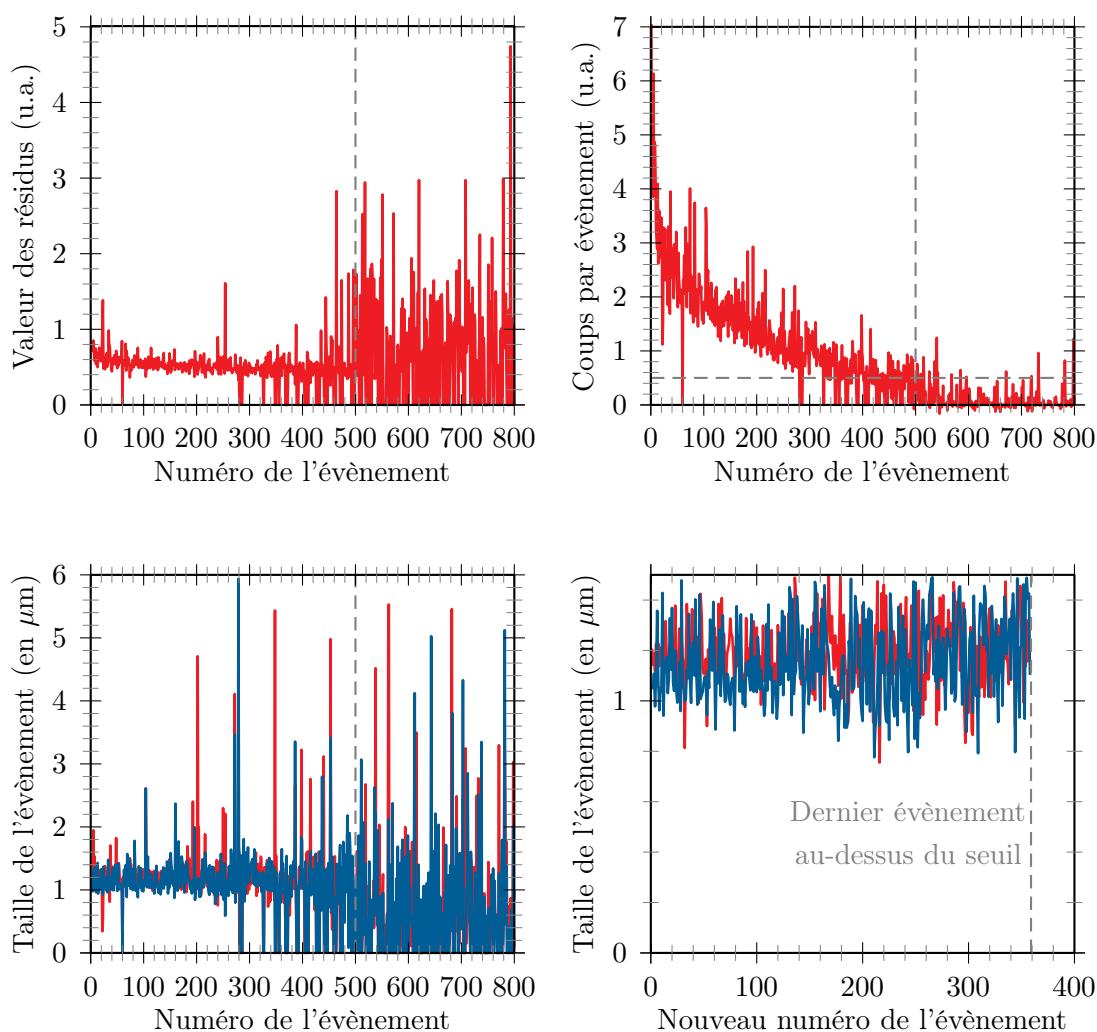 Valeur des résidus (u.a.)
5
4
3
2
1
0
0 100 200 300 400 500 600 700 800
Numéro de l'évènement
Coups par évènement (u.a.)
7
6
5
4
3
2
1
0
0 100 200 300 400 500 600 700 800
Numéro de l'évènement
Taille de l'évènement (en µm)
6
5
4
3
2
1
0
0 100 200 300 400 500 600 700 800
Numéro de l'évènement
Taille de l'évènement (en µm)
1
0
Dernier évènement
au-dessus du seuil
0 100 200 300 400
Nouveau numéro de l'évènement